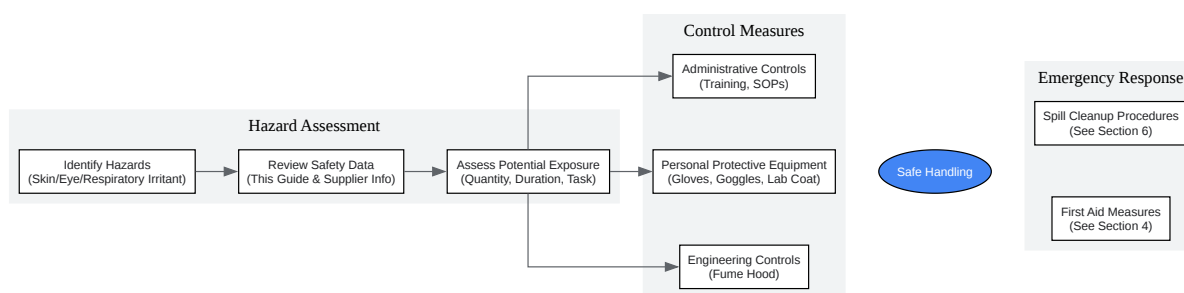 Hazard Assessment
Identify Hazards
(Skin/Eye/Respiratory Irritant)
Review Safety Data
(This Guide & Supplier Info)
Assess Potential Exposure
(Quantity, Duration, Task)
Control Measures
Administrative Controls
(Training, SOPs)
Personal Protective Equipment
(Gloves, Goggles, Lab Coat)
Engineering Controls
(Fume Hood)
Safe Handling
Emergency Response
Spill Cleanup Procedures
(See Section 6)
First Aid Measures
(See Section 4)